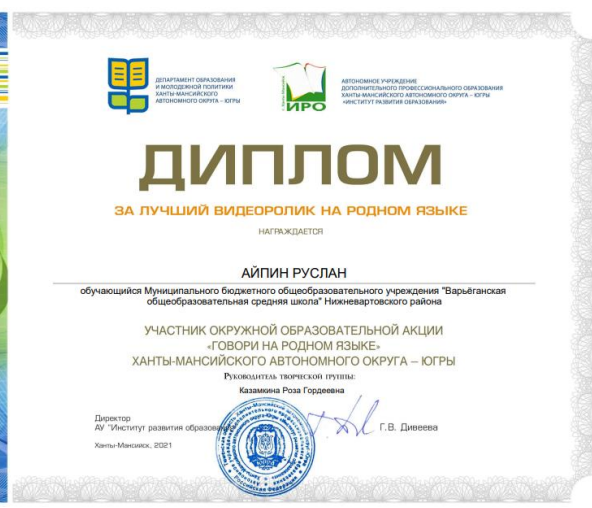 ДЕПАРТАМЕНТ ОБРАЗОВАНИЯ
И МОЛОДЕЖНОЙ ПОЛИТИКИ
ХАНТЫ-МАНСИЙСКОГО
АВТОНОМНОГО ОКРУГА – ЮГРЫ
ИРО
АВТОНОМНОЕ УЧРЕЖДЕНИЕ
ДОПОЛНИТЕЛЬНОГО ПРОФЕССИОНАЛЬНОГО ОБРАЗОВАНИЯ
ХАНТЫ-МАНСИЙСКОГО АВТОНОМНОГО ОКРУГА – ЮГРЫ
«ИНСТИТУТ РАЗВИТИЯ ОБРАЗОВАНИЯ»
ДИПЛОМ
ЗА ЛУЧШИЙ ВИДЕОРОЛИК НА РОДНОМ ЯЗЫКЕ
НАГРАЖДАЕТСЯ
АЙПИН РУСЛАН
обучающийся Муниципального бюджетного общеобразовательного учреждения "Варьёганская
общеобразовательная средняя школа" Нижневартовского района
УЧАСТНИК ОКРУЖНОЙ ОБРАЗОВАТЕЛЬНОЙ АКЦИИ
«ГОВОРИ НА РОДНОМ ЯЗЫКЕ»
ХАНТЫ-МАНСИЙСКОГО АВТОНОМНОГО ОКРУГА – ЮГРЫ
Руководитель творческой группы:
Казамкина Роза Гордеевна
Директор
АУ "Институт развития образования"
Г.В. Дивеева
Ханты-Мансийск, 2021
Российская Федерация